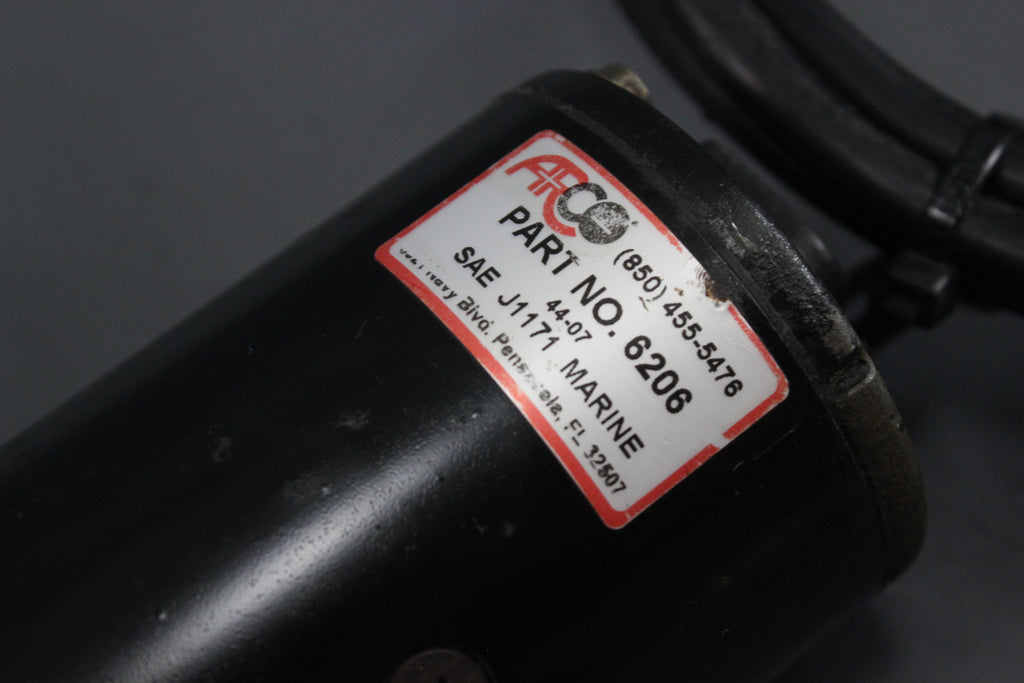 ARCO
(850) 455-5476
PART NO. 6206
44-07
SAE J1171 MARINE
Navy Blvd. Pensacola, FL 32507